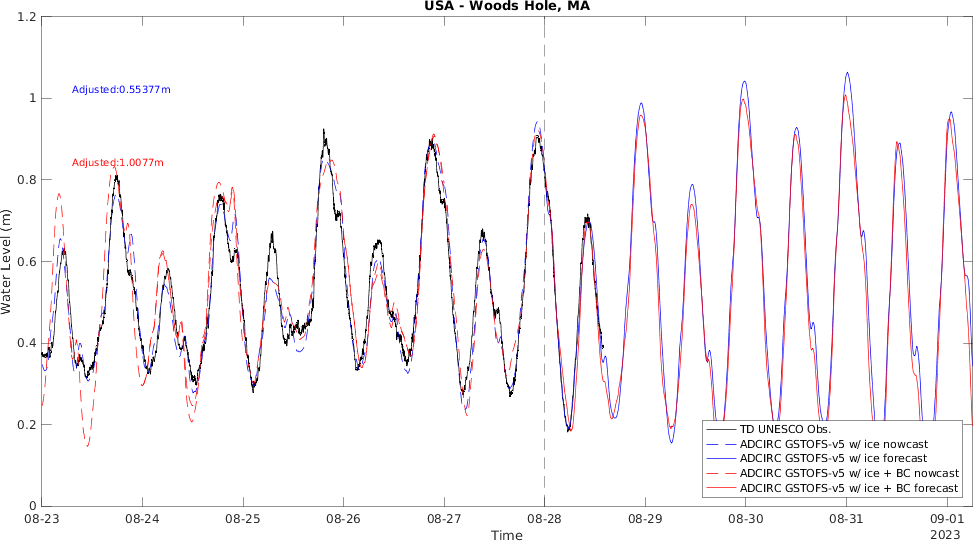 USA - Woods Hole, MA
1.2
1
0.8
0.6
0.4
0.2
0
Water Level (m)
Adjusted:0.55377m
Adjusted:1.0077m
TD UNESCO Obs.
ADCIRC GSTOFS-v5 w/ ice nowcast
ADCIRC GSTOFS-v5 w/ ice forecast
ADCIRC GSTOFS-v5 w/ ice + BC nowcast
ADCIRC GSTOFS-v5 w/ ice + BC forecast
08-23 08-24 08-25 08-26 08-27 08-28 08-29 08-30 08-31 09-01
2023
Time